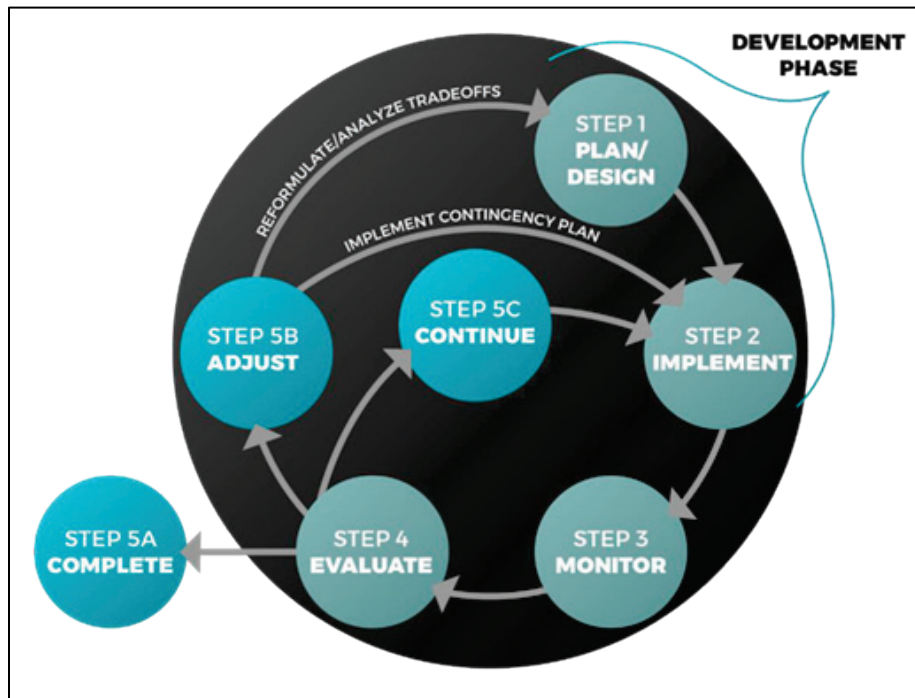 DEVELOPMENT
PHASE
REFORMULATE/ANALYZE TRADEOFFS
STEP 1
PLAN/
DESIGN
IMPLEMENT CONTINGENCY PLAN
STEP 5B
ADJUST
STEP 5C
CONTINUE
STEP 2
IMPLEMENT
STEP 5A
COMPLETE
STEP 4
EVALUATE
STEP 3
MONITOR